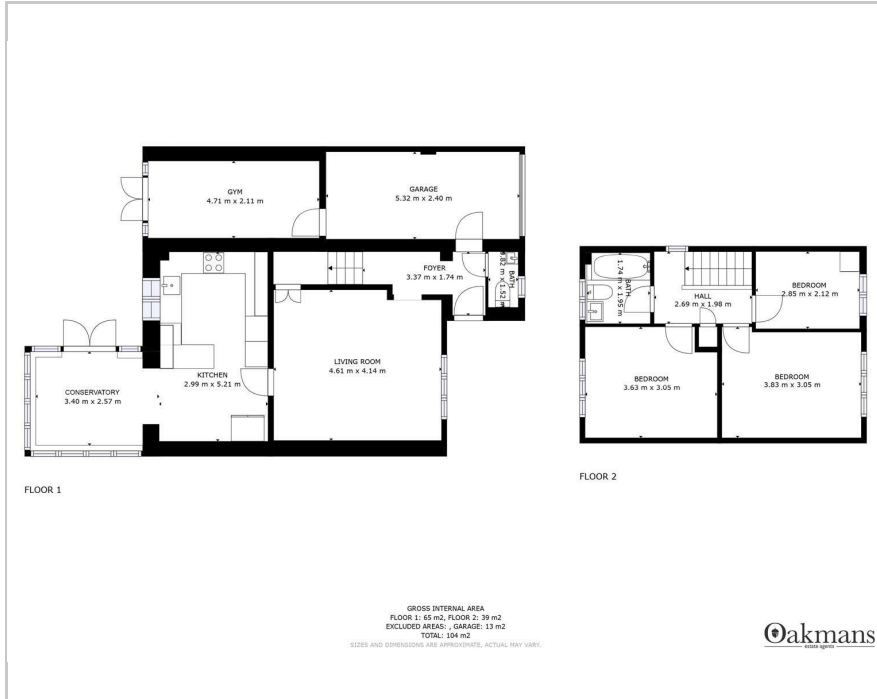 GYM
4.71 m x 2.11 m
GARAGE
5.32 m x 2.40 m
FOYER
3.37 m x 1.74 m
BATH
0.82 m x 1.52 m
LIVING ROOM
4.61 m x 4.14 m
KITCHEN
2.99 m x 5.21 m
CONSERVATORY
3.40 m x 2.57 m
FLOOR 1
BATH
1.74 m x 1.95 m
HALL
2.69 m x 1.98 m
BEDROOM
2.85 m x 2.12 m
BEDROOM
3.63 m x 3.05 m
BEDROOM
3.83 m x 3.05 m
FLOOR 2
GROSS INTERNAL AREA
FLOOR 1: 65 m2, FLOOR 2: 39 m2
EXCLUDED AREAS: , GARAGE: 13 m2
TOTAL: 104 m2
SIZES AND DIMENSIONS ARE APPROXIMATE, ACTUAL MAY VARY.
Oakmans
estate agents